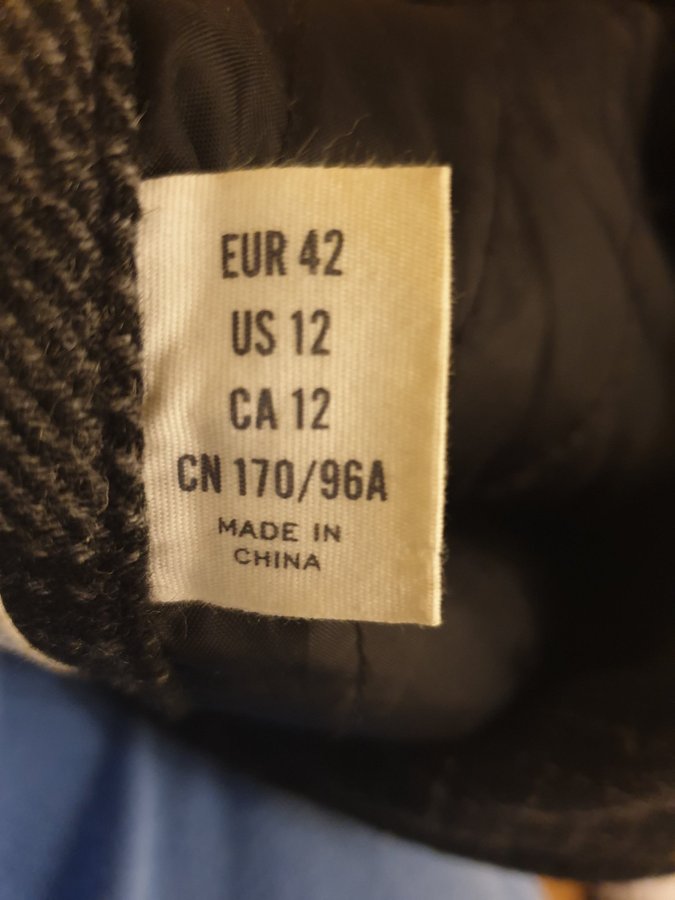 EUR 42
US 12
CA 12
CN 170/96A
MADE IN
CHINA